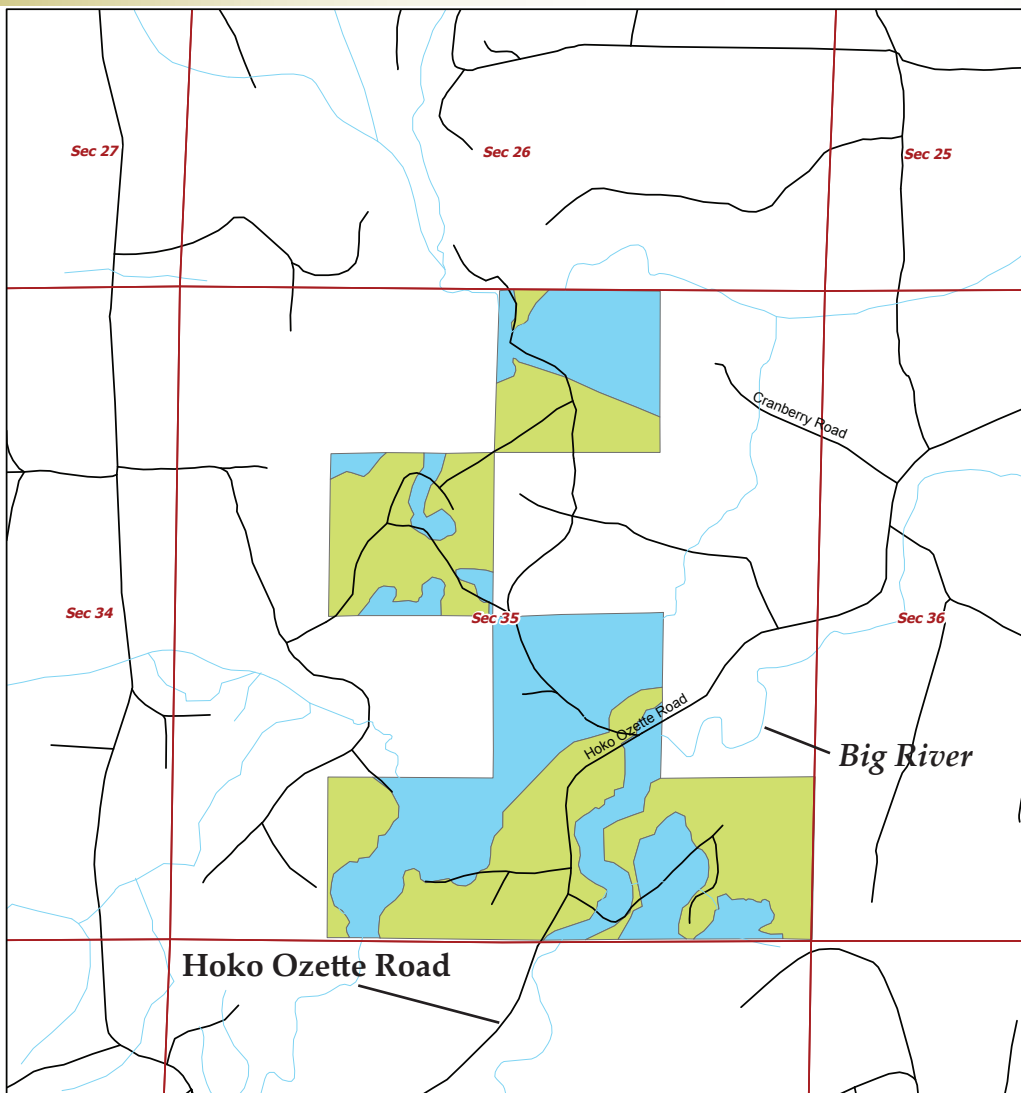 Sec 27
Sec 26
Sec 25
Cranberry Road
Sec 34
Sec 35
Sec 36
Hoko Ozette Road
Big River
Hoko Ozette Road